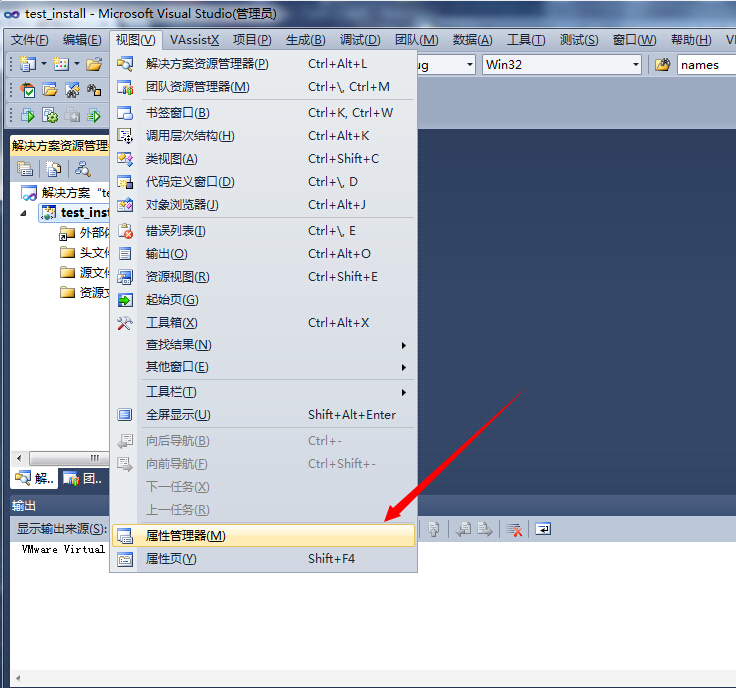 test_install - Microsoft Visual Studio(管理员)
文件(F) 编辑(E) 视图(V) VAssistX 项目(P) 生成(B) 调试(D) 团队(M) 数据(A) 工具(T) 测试(S) 窗口(W) 帮助(H)
Win32 names
解决方案资源管理器(P) Ctrl+Alt+L
团队资源管理器(M) Ctrl+\, Ctrl+M
书签窗口(B) Ctrl+K, Ctrl+W
调用层次结构(H) Ctrl+Alt+K
类视图(A) Ctrl+Shift+C
代码定义窗口(D) Ctrl+\, D
对象浏览器(J) Ctrl+Alt+J
错误列表(I) Ctrl+\, E
输出(O) Ctrl+Alt+O
资源视图(R) Ctrl+Shift+E
起始页(G)
工具箱(X) Ctrl+Alt+X
查找结果(N)
其他窗口(E)
工具栏(T)
全屏显示(U) Shift+Alt+Enter
向后导航(B) Ctrl+-
向前导航(F) Ctrl+Shift+-
下一任务(X)
上一任务(R)
属性管理器(M)
属性页(Y) Shift+F4
解决方案资源管理
解决方案 "te
test_inst
外部依
头文件
源文件
资源文
解...
团...
输出
显示输出来源(S):
VMware Virtual